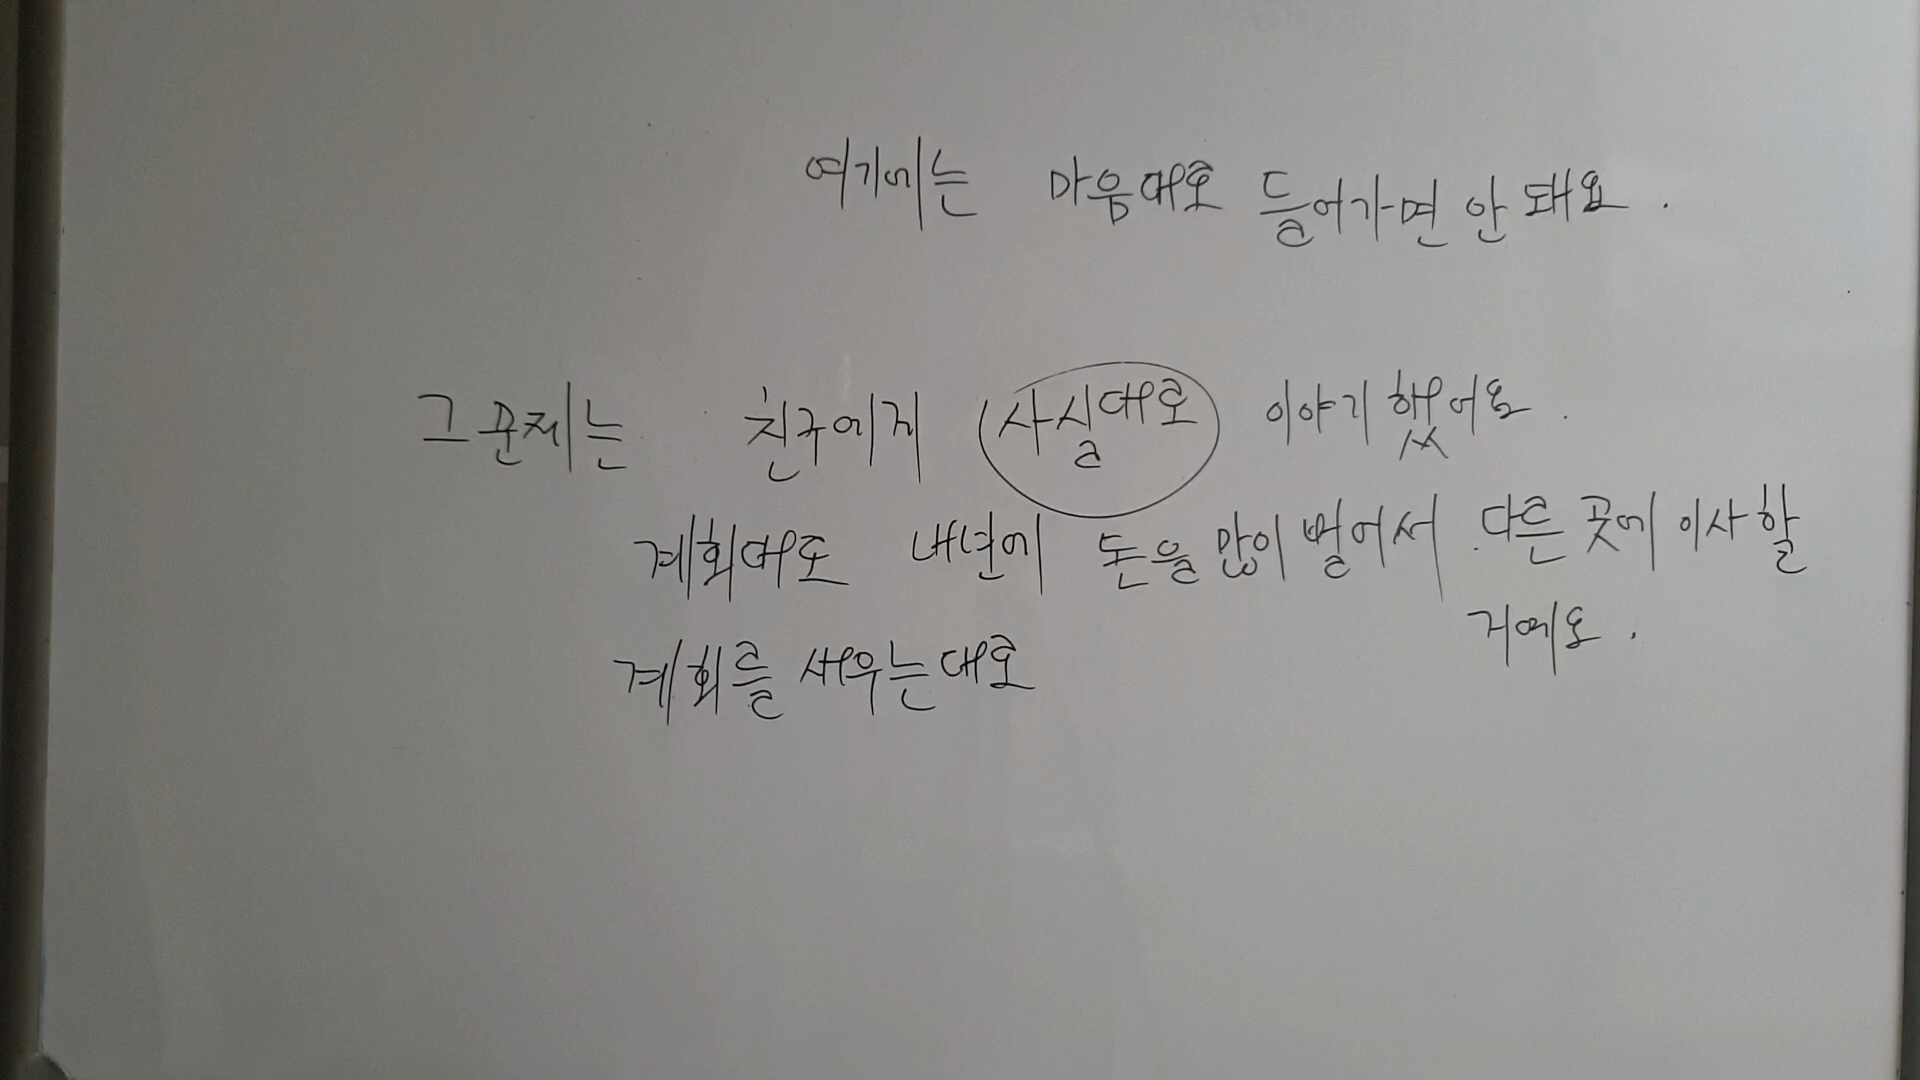 여기에는 마음대로 들어가면 안 돼요.
그 문제는 친구에게 사실대로 이야기 했어요.
계획대로 내년에 돈을 많이 벌어서 다른 곳에 이사할
거예요.
계획를 세우는대로